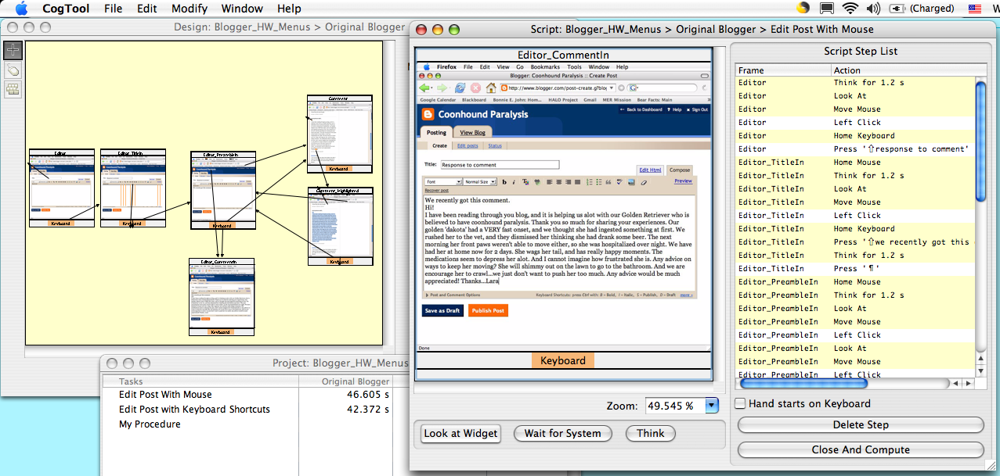 CogTool File Edit Modify Window Help (Charged)
Design: Blogger_HW_Menus > Original Blogger
Editor
Keyboard
Editor_TitleIn
Keyboard
Editor_PreambleIn
Keyboard
Comment
Keyboard
Comment_Highlighted
Keyboard
Editor_CommentIn
Keyboard
Project: Blogger_HW_Menus
Tasks Original Blogger
Edit Post With Mouse 46.605 s
Edit Post with Keyboard Shortcuts 42.372 s
My Procedure
Script: Blogger_HW_Menus > Original Blogger > Edit Post With Mouse
Editor_CommentIn
Firefox File Edit View Go Bookmarks Tools Window Help
Blogger: Coonhound Paralysis :: Create Post
http://www.blogger.com/post-create.g?blog
Google Calendar Blackboard Bonnie E. John: Hom... HALO Project Gmail MER Mission Bear Facts: Main
Coonhound Paralysis
← Back to Dashboard ? Help × Sign Out
Posting View Blog
Create Edit posts Status
Title: Response to comment
Edit Html Compose
Font Normal Size b i T
Preview
Recover post
We recently got this comment.
Hi!
I have been reading through you blog, and it is helping us alot with our Golden Retriever who is
believed to have coonhound paralysis. Thank you so much for sharing your experiences. Our
golden 'dakota' had a VERY fast onset, and we thought she had ingested something at first. We
rushed her to the vet, and they dismissed her thinking she had drank some beer. The next
morning her front paws weren't able to move either, so she was hospitalized over night. We have
had her at home now for 2 days. She wags her tail, and has really happy moments. The
medications seem to depress her alot. And I cannot imagine how frustrated she is. Any advice on
ways to keep her moving? She will shimmy out on the lawn to go to the bathroom. And we are
encourage her to crawl...we just don't want to push her too much. Any advice would be much
appreciated! Thanks...Lara
Post and Comment Options Keyboard Shortcuts: press Ctrl with: B = Bold, I = Italic, S = Publish, D = Draft more »
Save as Draft Publish Post
Done
Keyboard
Zoom: 49.545 %
Look at Widget Wait for System Think
Script Step List
Frame Action
Editor Think for 1.2 s
Editor Look At
Editor Move Mouse
Editor Left Click
Editor Home Keyboard
Editor Press '⇧response to comment'
Editor_TitleIn Home Mouse
Editor_TitleIn Think for 1.2 s
Editor_TitleIn Look At
Editor_TitleIn Move Mouse
Editor_TitleIn Left Click
Editor_TitleIn Home Keyboard
Editor_TitleIn Press '⇧we recently got this
Editor_TitleIn Think for 1.2 s
Editor_TitleIn Press '¶'
Editor_PreambleIn Home Mouse
Editor_PreambleIn Think for 1.2 s
Editor_PreambleIn Look At
Editor_PreambleIn Move Mouse
Editor_PreambleIn Left Click
Editor_PreambleIn Look At
Editor_PreambleIn Move Mouse
Editor_PreambleIn Left Click
Hand starts on Keyboard
Delete Step
Close And Compute